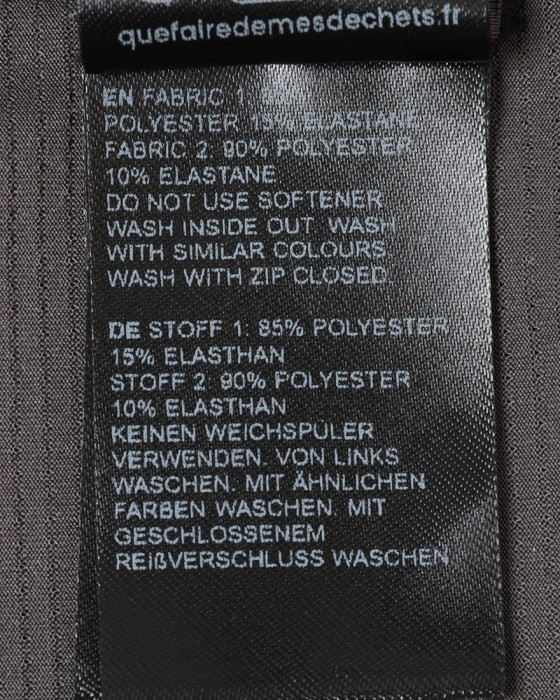 quefairedemesdechets.fr
EN FABRIC 1:
POLYESTER 15% ELASTANE
FABRIC 2: 90% POLYESTER
10% ELASTANE
DO NOT USE SOFTENER
WASH INSIDE OUT. WASH
WITH SIMILAR COLOURS
WASH WITH ZIP CLOSED
DE STOFF 1: 85% POLYESTER
15% ELASTHAN
STOFF 2: 90% POLYESTER
10% ELASTHAN
KEINEN WEICHSPÜLER
VERWENDEN. VON LINKS
WASCHEN. MIT ÄHNLICHEN
FARBEN WASCHEN. MIT
GESCHLOSSENEM
REIßVERSCHLUSS WASCHEN